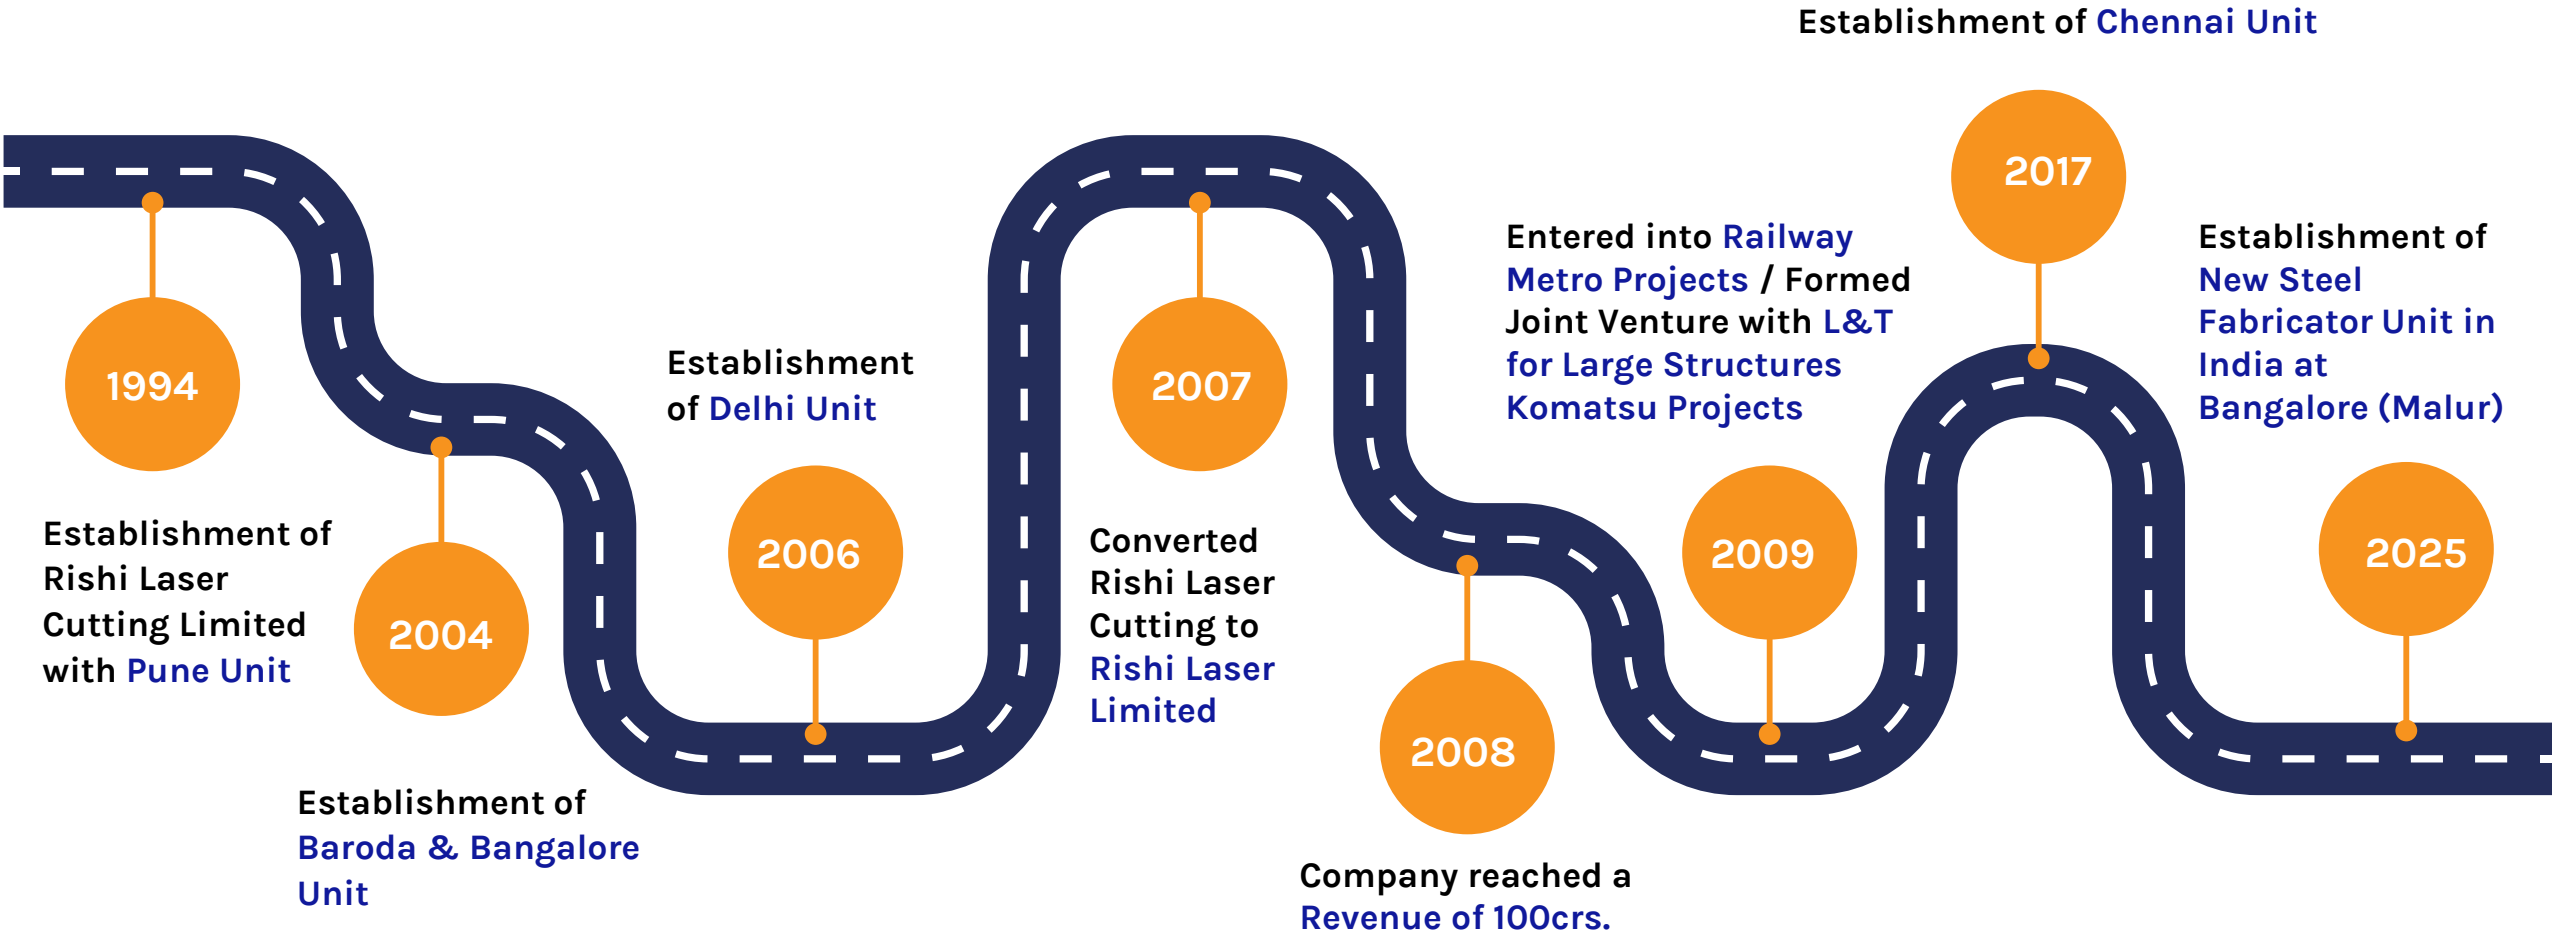 1994
Establishment of
Rishi Laser
Cutting Limited
with Pune Unit
2004
Establishment of
Baroda & Bangalore
Unit
Establishment
of Delhi Unit
2006
2007
Converted
Rishi Laser
Cutting to
Rishi Laser
Limited
2008
Company reached a
Revenue of 100crs.
Entered into Railway
Metro Projects / Formed
Joint Venture with L&T
for Large Structures
Komatsu Projects
2009
Establishment of Chennai Unit
2017
Establishment of
New Steel
Fabricator Unit in
India at
Bangalore (Malur)
2025